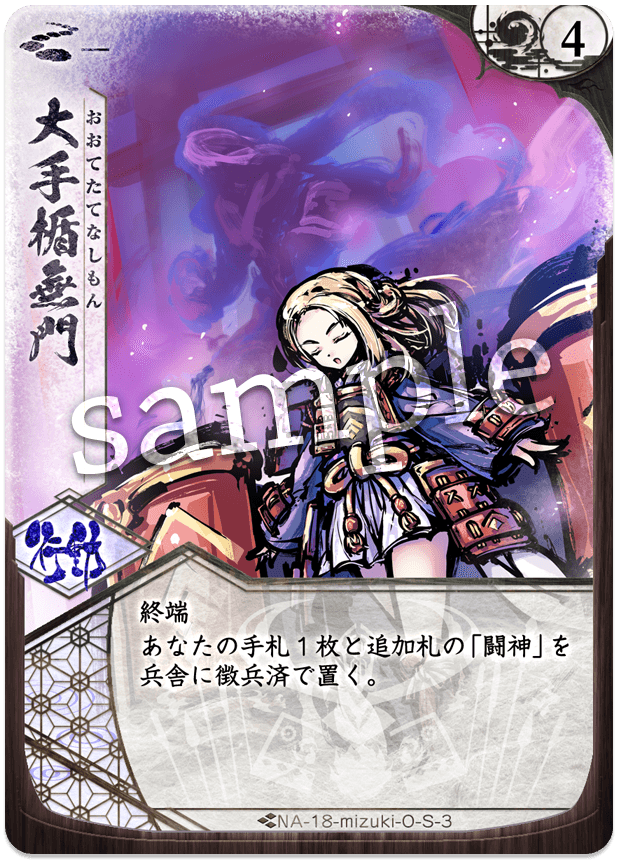 4
大手楯無門
おおてたてなしもん
sample
行動
終端
あなたの手札1枚と追加札の「闘神」を
兵舎に徴兵済で置く。
NA-18-mizuki-O-S-3